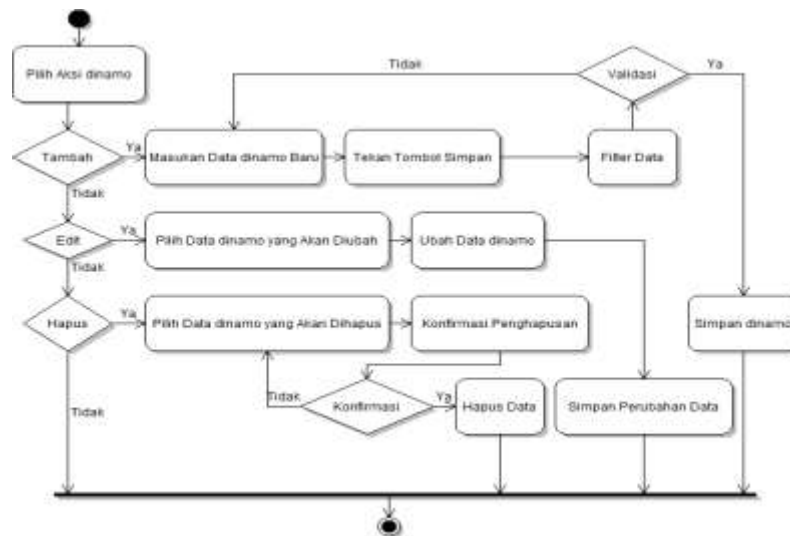 Pilih Aksi dinamo
Tidak
Validasi
Ya
Tambah
Ya
Masukan Data dinamo Baru
Tekan Tombol Simpan
Filter Data
Tidak
Edit
Ya
Pilih Data dinamo yang Akan Diubah
Ubah Data dinamo
Tidak
Hapus
Ya
Pilih Data dinamo yang Akan Dihapus
Konfirmasi Penghapusan
Simpan dinamo
Tidak
Tidak
Konfirmasi
Ya
Hapus Data
Simpan Perubahan Data